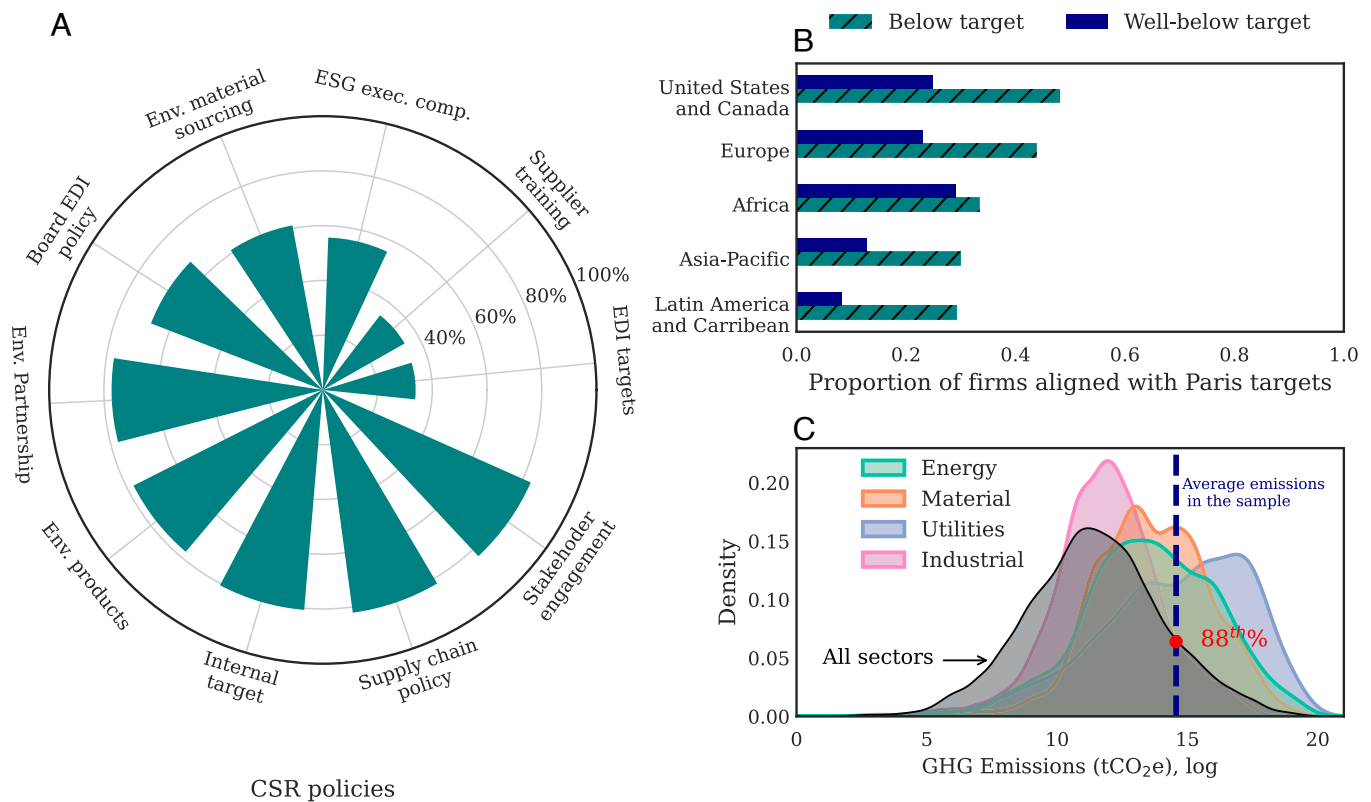 A
Env. material
sourcing
ESG exec. comp.
Supplier
training
Board EDI
policy
100%
80%
60%
40%
EDI targets
Env. Partnership
Env. products
Internal
target
Supply chain
policy
Stakehoder
engagement
CSR policies
B
Below target
Well-below target
United States
and Canada
Europe
Africa
Asia-Pacific
Latin America
and Carribean
0.0 0.2 0.4 0.6 0.8 1.0
Proportion of firms aligned with Paris targets
C
Energy
Material
Utilities
Industrial
Average emissions
in the sample
88th%
All sectors
Density
0.20
0.15
0.10
0.05
0.00
0 5 10 15 20
GHG Emissions (tCO₂e), log